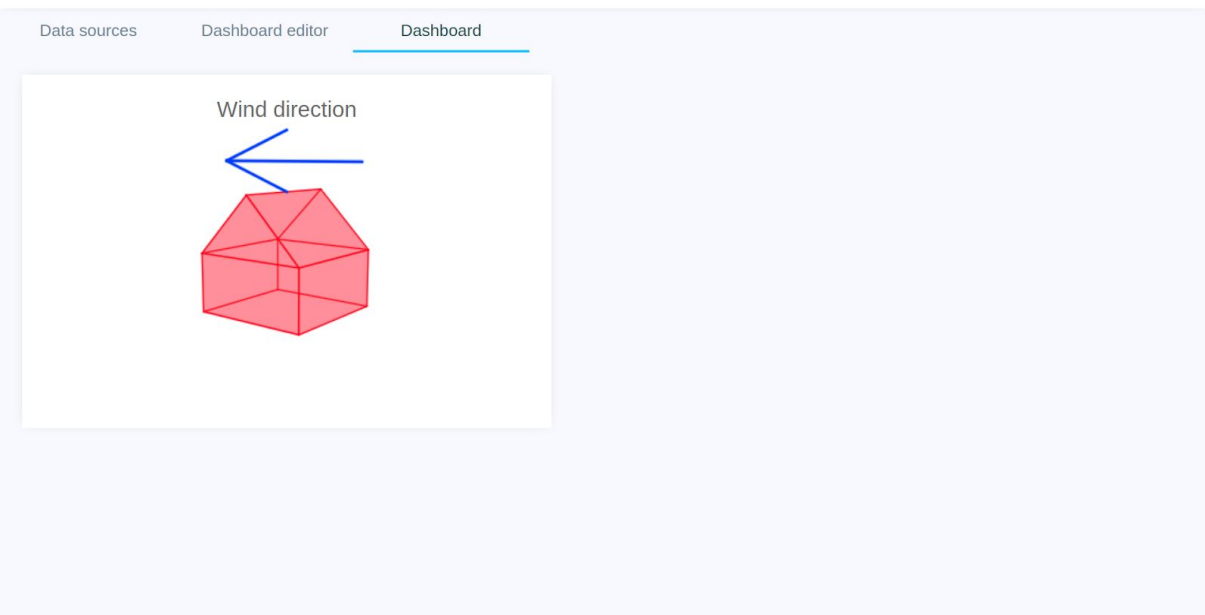 Data sources
Dashboard editor
Dashboard
Wind direction